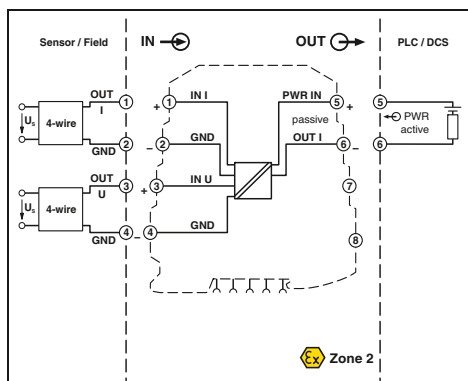 Sensor / Field
IN
OUT
PLC / DCS
OUT
I
1
+
1
IN I
PWR IN
5
+
5
Us
4-wire
passive
PWR
active
GND
2
−
2
GND
OUT I
6
−
6
OUT
U
3
+
3
IN U
7
Us
4-wire
GND
4
−
4
GND
8
Ex
Zone 2